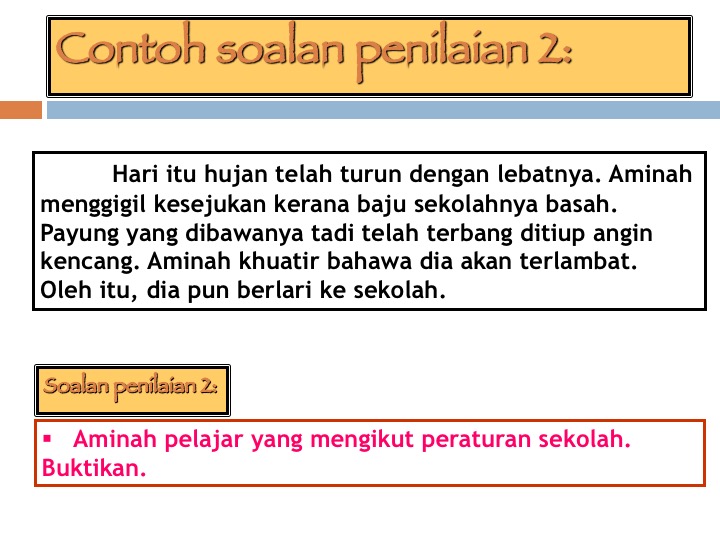 Contoh soalan penilaian 2:
Hari itu hujan telah turun dengan lebatnya. Aminah
menggigil kesejukan kerana baju sekolahnya basah.
Payung yang dibawanya tadi telah terbang ditiup angin
kencang. Aminah khuatir bahawa dia akan terlambat.
Oleh itu, dia pun berlari ke sekolah.
Soalan penilaian 2:
▪ Aminah pelajar yang mengikut peraturan sekolah.
Buktikan.